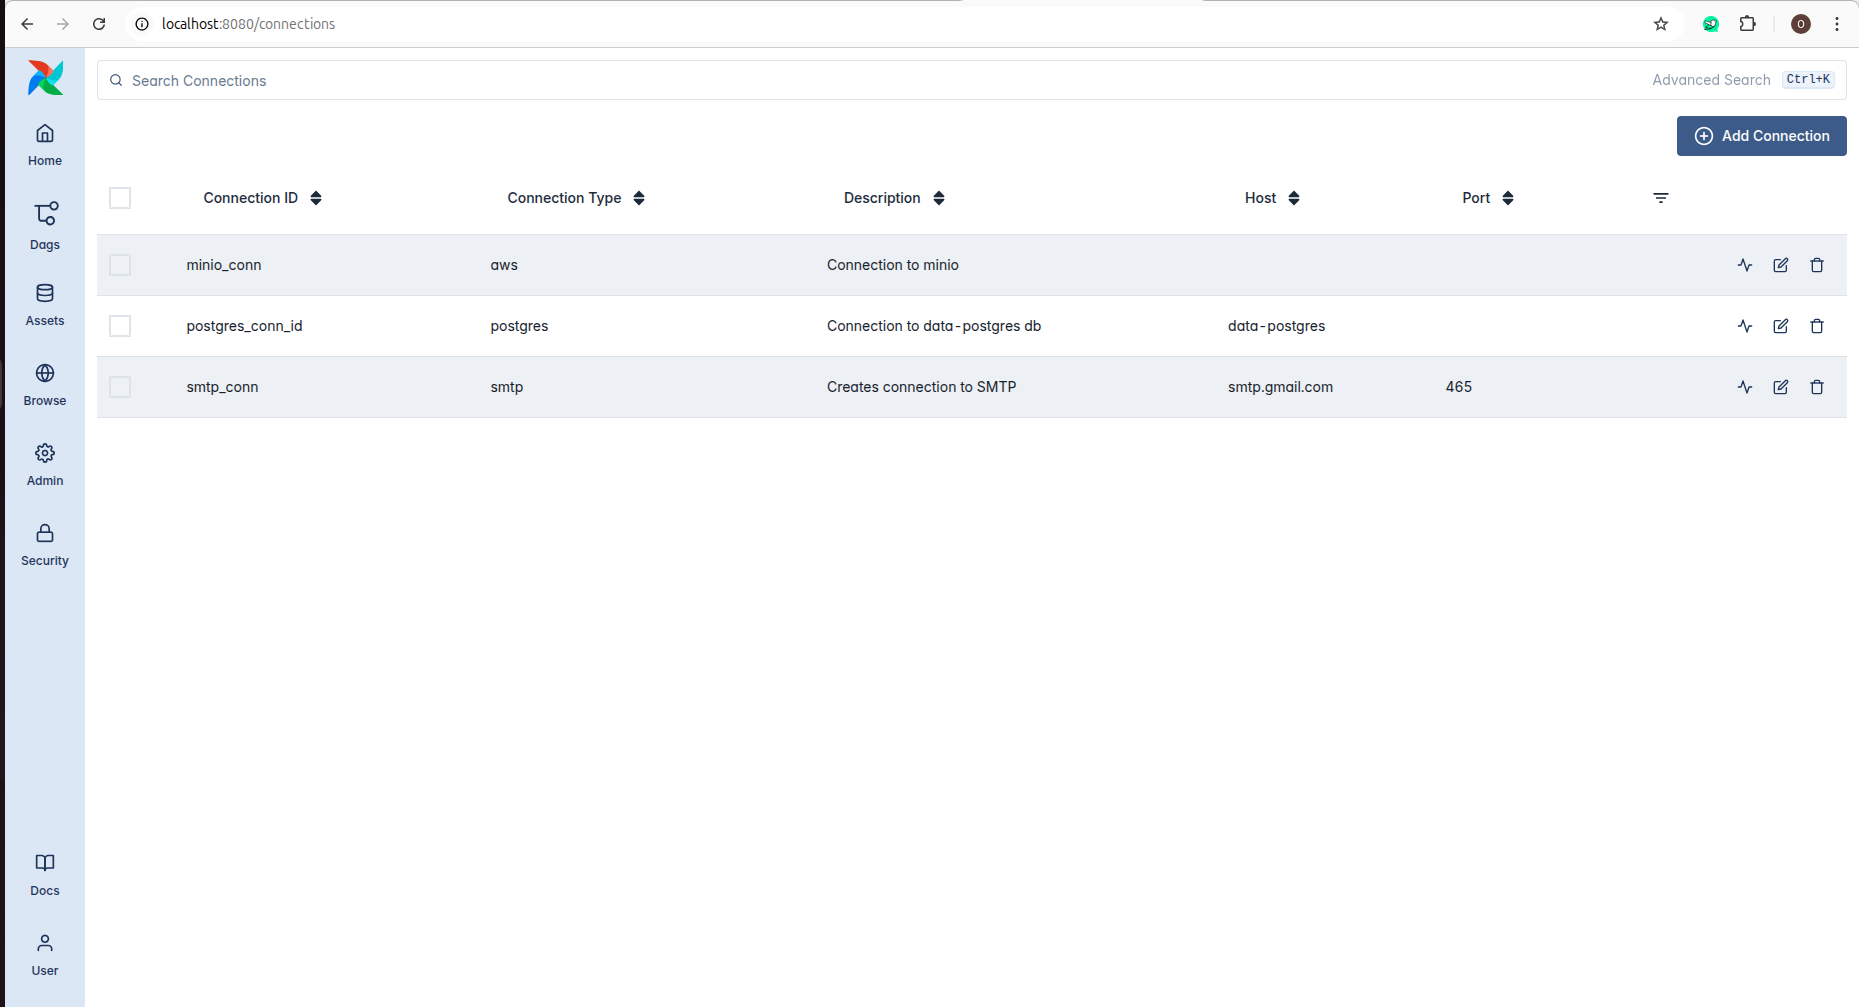 localhost:8080/connections
Search Connections Advanced Search Ctrl+K
Add Connection
Connection ID Connection Type Description Host Port
minio_conn aws Connection to minio
postgres_conn_id postgres Connection to data-postgres db data-postgres
smtp_conn smtp Creates connection to SMTP smtp.gmail.com 465
Home
Dags
Assets
Browse
Admin
Security
Docs
User
O